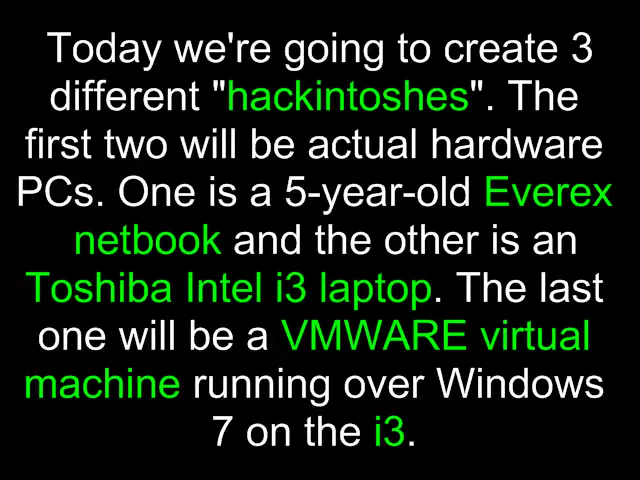 Today we're going to create 3
different "hackintoshes". The
first two will be actual hardware
PCs. One is a 5-year-old Everex
netbook and the other is an
Toshiba Intel i3 laptop. The last
one will be a VMWARE virtual
machine running over Windows
7 on the i3.